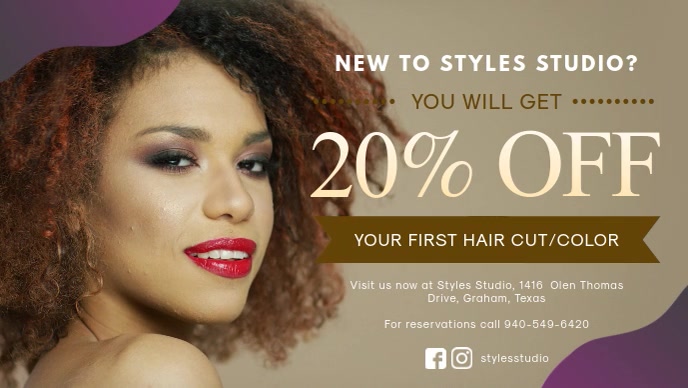 NEW TO STYLES STUDIO?
YOU WILL GET
20% OFF
YOUR FIRST HAIR CUT/COLOR
Visit us now at Styles Studio, 1416 Olen Thomas
Drive, Graham, Texas
For reservations call 940-549-6420
stylesstudio